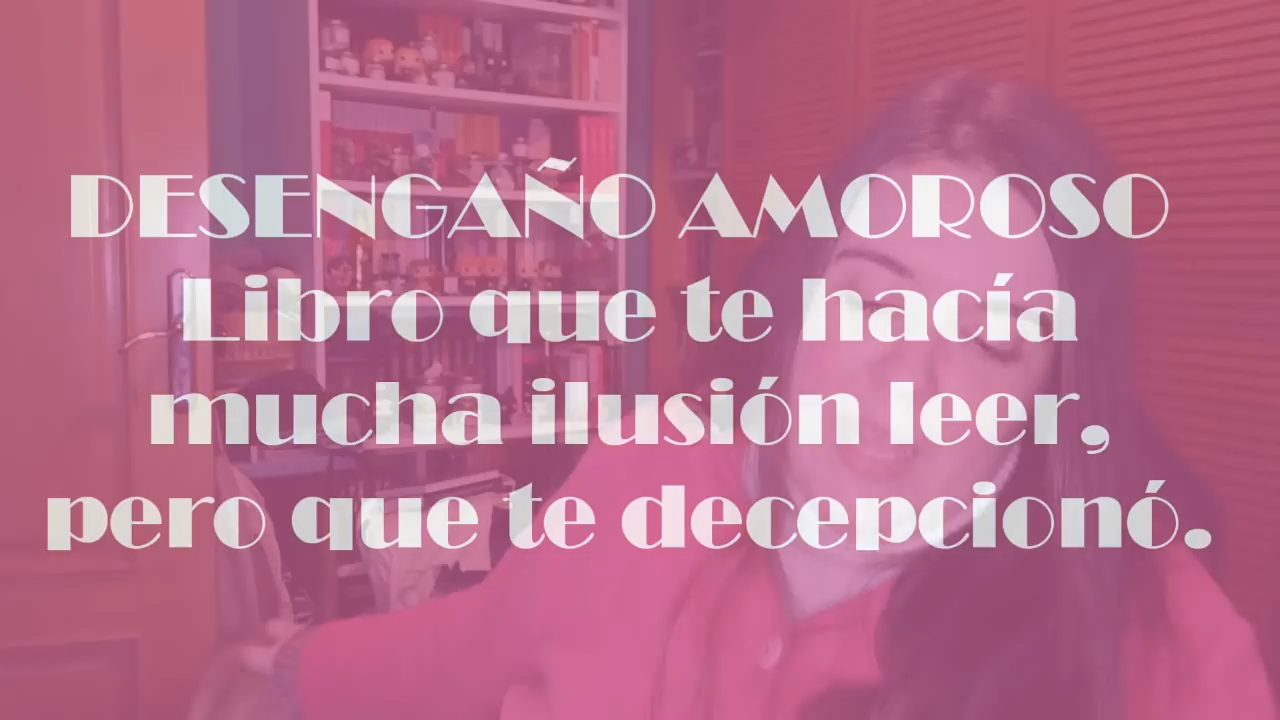 DESENGAÑO AMOROSO
Libro que te hacía
mucha ilusión leer,
pero que te decepcionó.